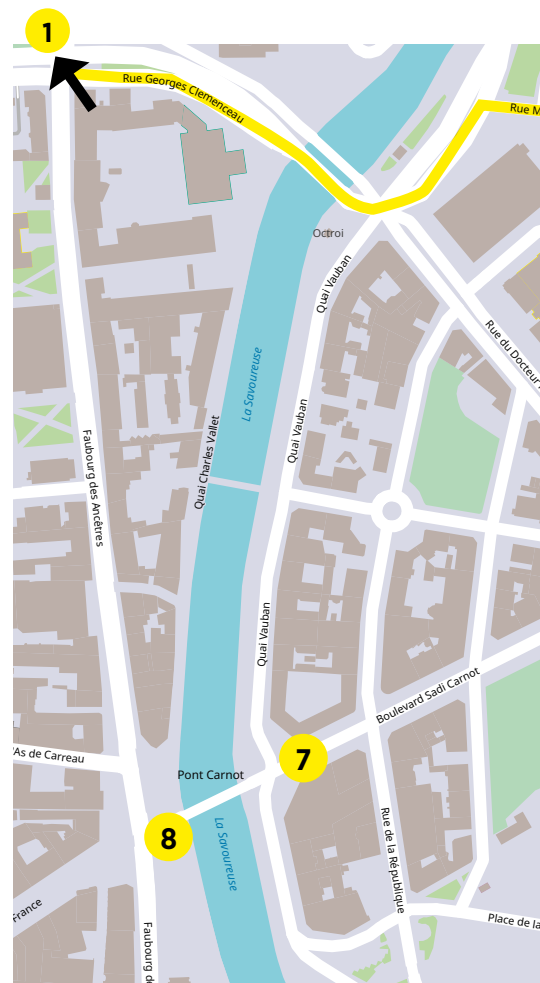 1
Rue Georges Clemenceau
Rue M
Octroi
Quai Vauban
Rue du Docteur
La Savoureuse
Quai Vauban
Quai Charles Vallet
Faubourg des Ancêtres
Quai Vauban
Boulevard Sadi Carnot
7
'As de Carreau
Pont Carnot
8
La Savoureuse
Rue de la République
France
Place de la
Faubourg de